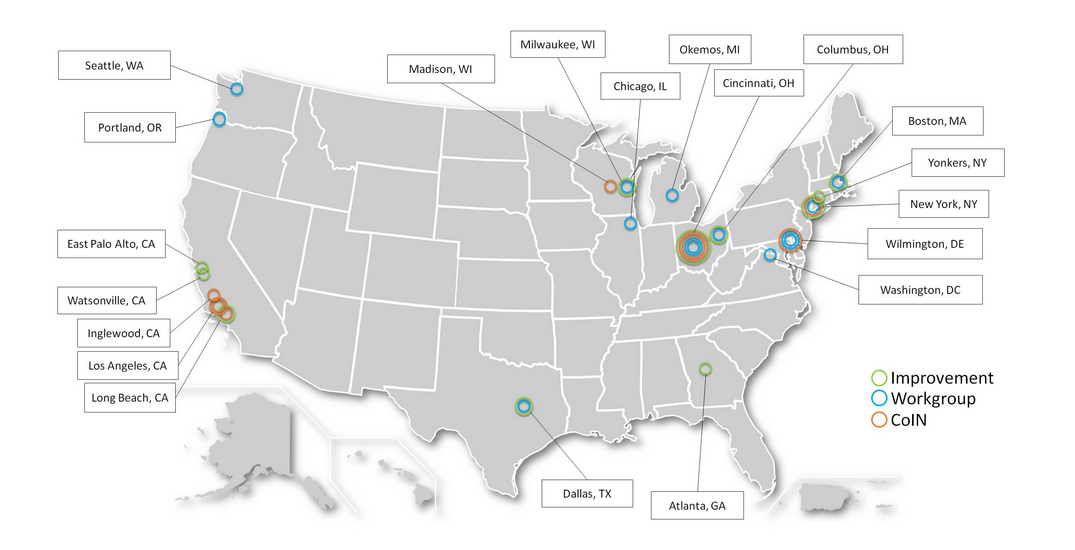 Milwaukee, WI
Okemos, MI
Columbus, OH
Seattle, WA
Madison, WI
Chicago, IL
Cincinnati, OH
Portland, OR
Boston, MA
Yonkers, NY
New York, NY
East Palo Alto, CA
Wilmington, DE
Washington, DC
Watsonville, CA
Inglewood, CA
Los Angeles, CA
Long Beach, CA
Improvement
Workgroup
CoIN
Dallas, TX
Atlanta, GA